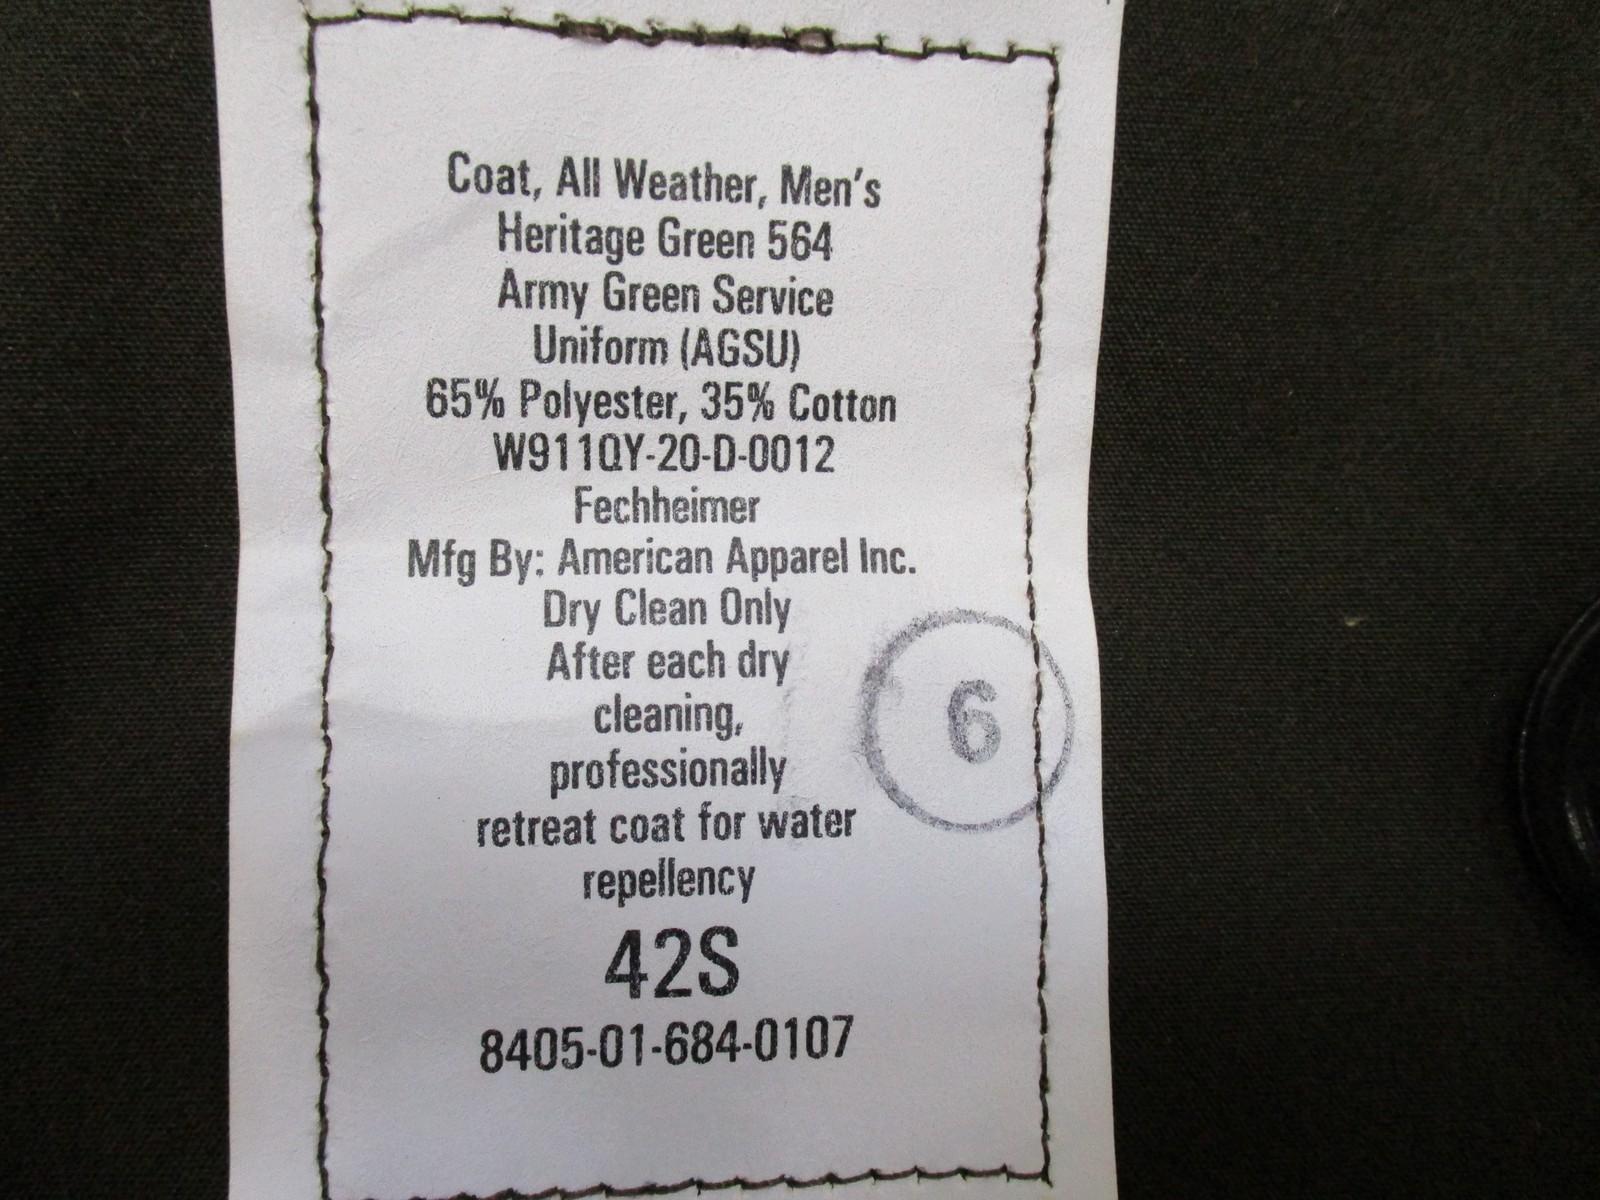 Coat, All Weather, Men's
Heritage Green 564
Army Green Service
Uniform (AGSU)
65% Polyester, 35% Cotton
W911QY-20-D-0012
Fechheimer
Mfg By: American Apparel Inc.
Dry Clean Only
After each dry
cleaning,
professionally
retreat coat for water
repellency
6
42S
8405-01-684-0107